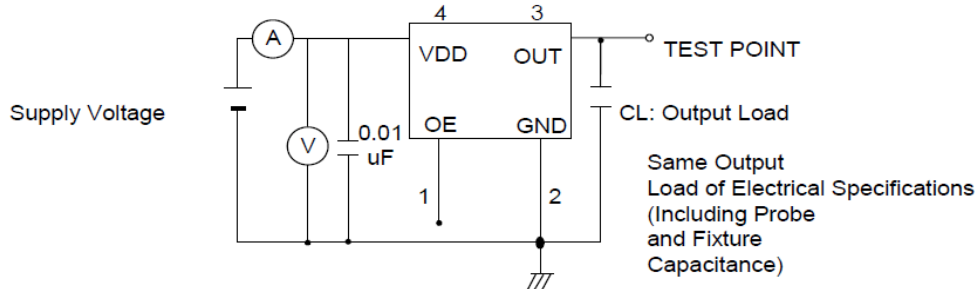 4
3
A
VDD
OUT
TEST POINT
Supply Voltage
CL: Output Load
OE
GND
0.01
uF
V
1
2
Same Output
Load of Electrical Specifications
(Including Probe
and Fixture
Capacitance)